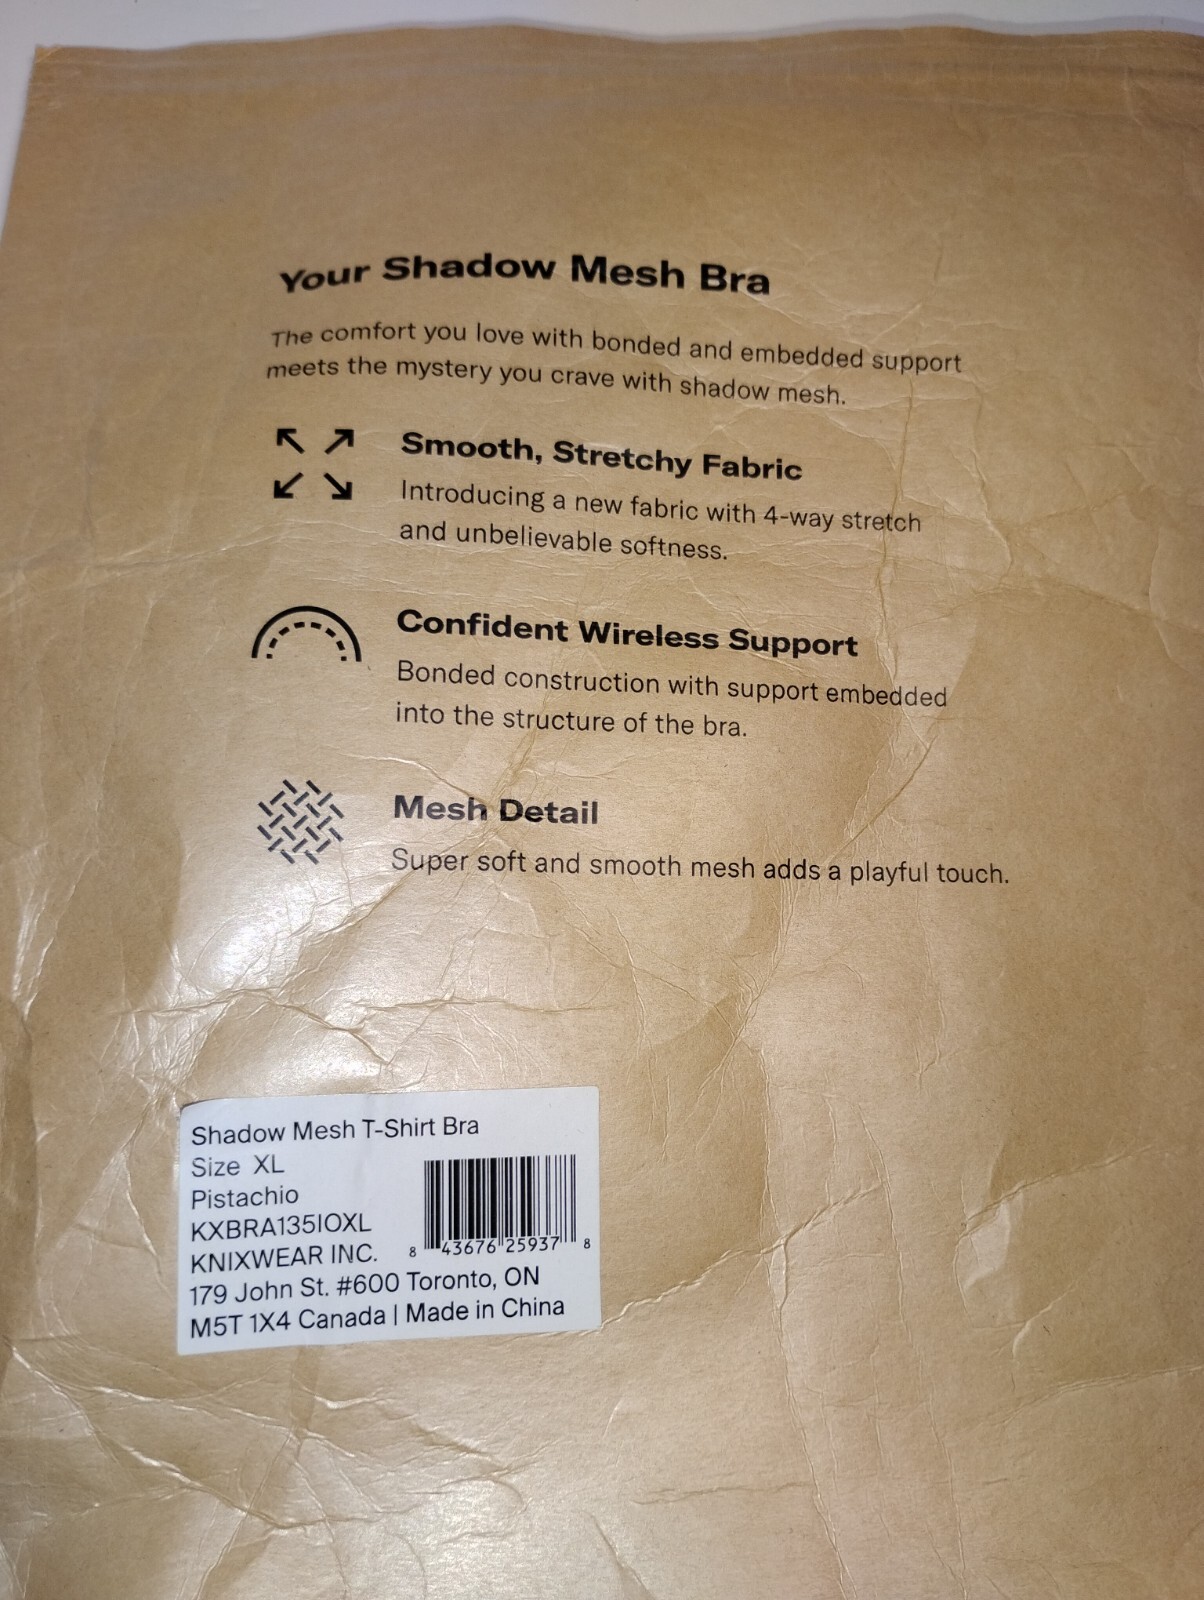 Your Shadow Mesh Bra
The comfort you love with bonded and embedded support
meets the mystery you crave with shadow mesh.
Smooth, Stretchy Fabric
Introducing a new fabric with 4-way stretch
and unbelievable softness.
Confident Wireless Support
Bonded construction with support embedded
into the structure of the bra.
Mesh Detail
Super soft and smooth mesh adds a playful touch.
Shadow Mesh T-Shirt Bra
Size XL
Pistachio
KXBRA135IOXL
KNIXWEAR INC.
8 43676 25937 8
179 John St. #600 Toronto, ON
M5T 1X4 Canada | Made in China